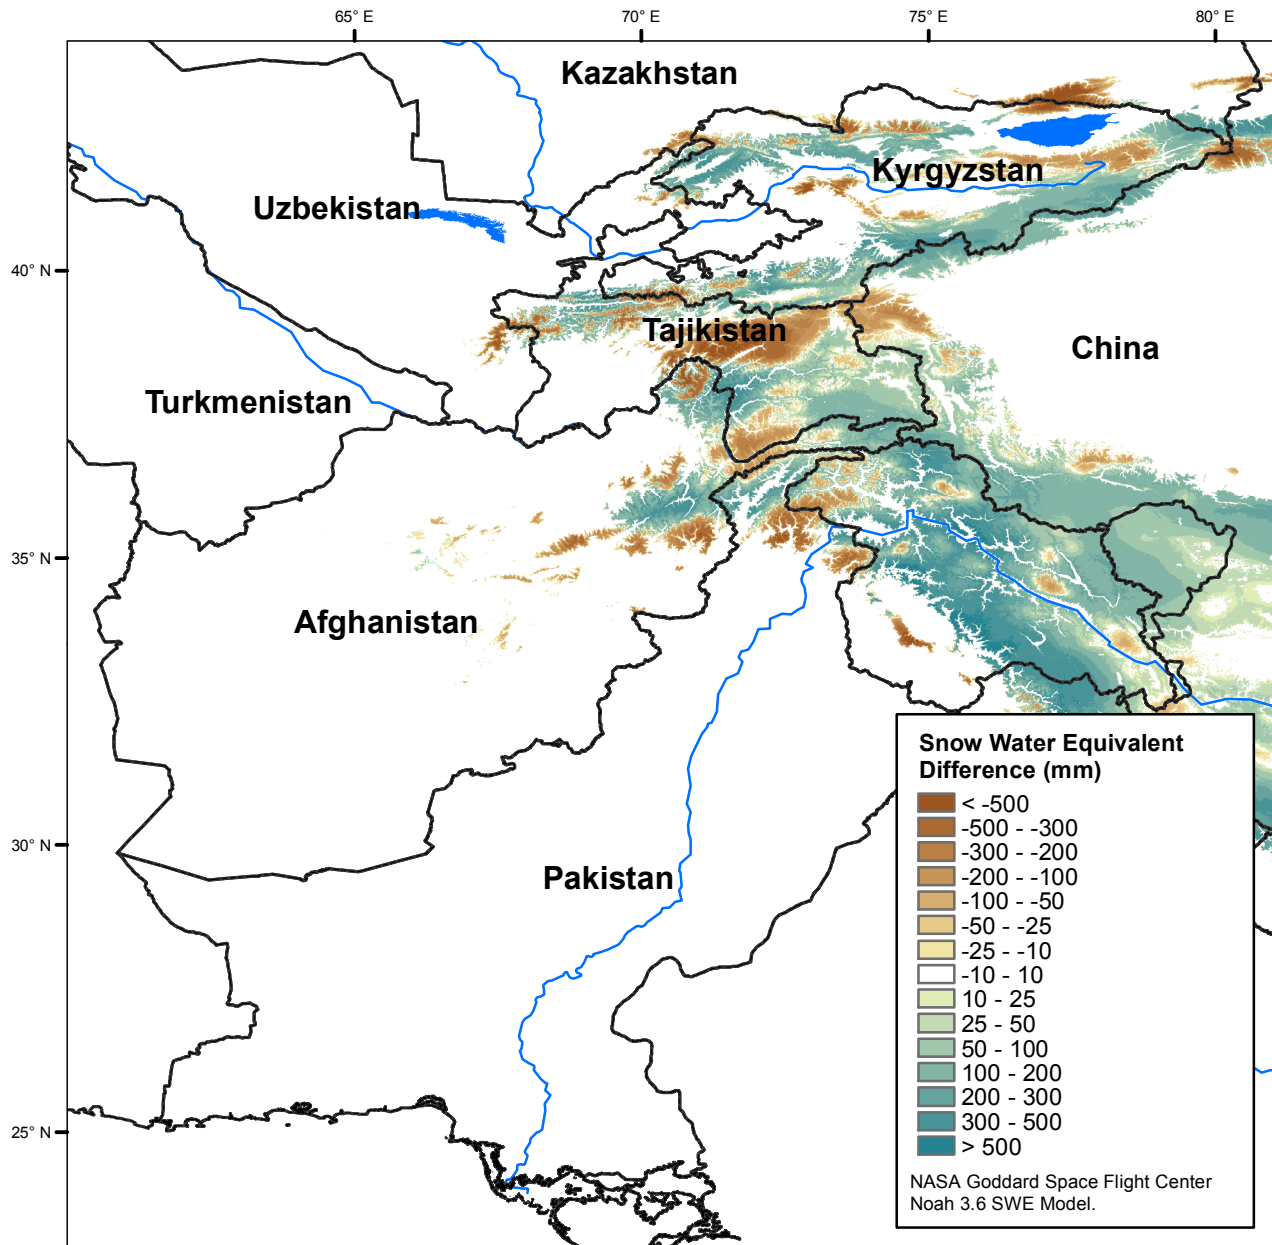 65° E
70° E
75° E
80° E
Kazakhstan
Kyrgyzstan
Uzbekistan
40° N
Tajikistan
China
Turkmenistan
35° N
Afghanistan
Snow Water Equivalent
Difference (mm)
< -500
-500 - -300
-300 - -200
-200 - -100
-100 - -50
-50 - -25
-25 - -10
-10 - 10
10 - 25
25 - 50
50 - 100
100 - 200
200 - 300
300 - 500
> 500
30° N
Pakistan
25° N
NASA Goddard Space Flight Center
Noah 3.6 SWE Model.